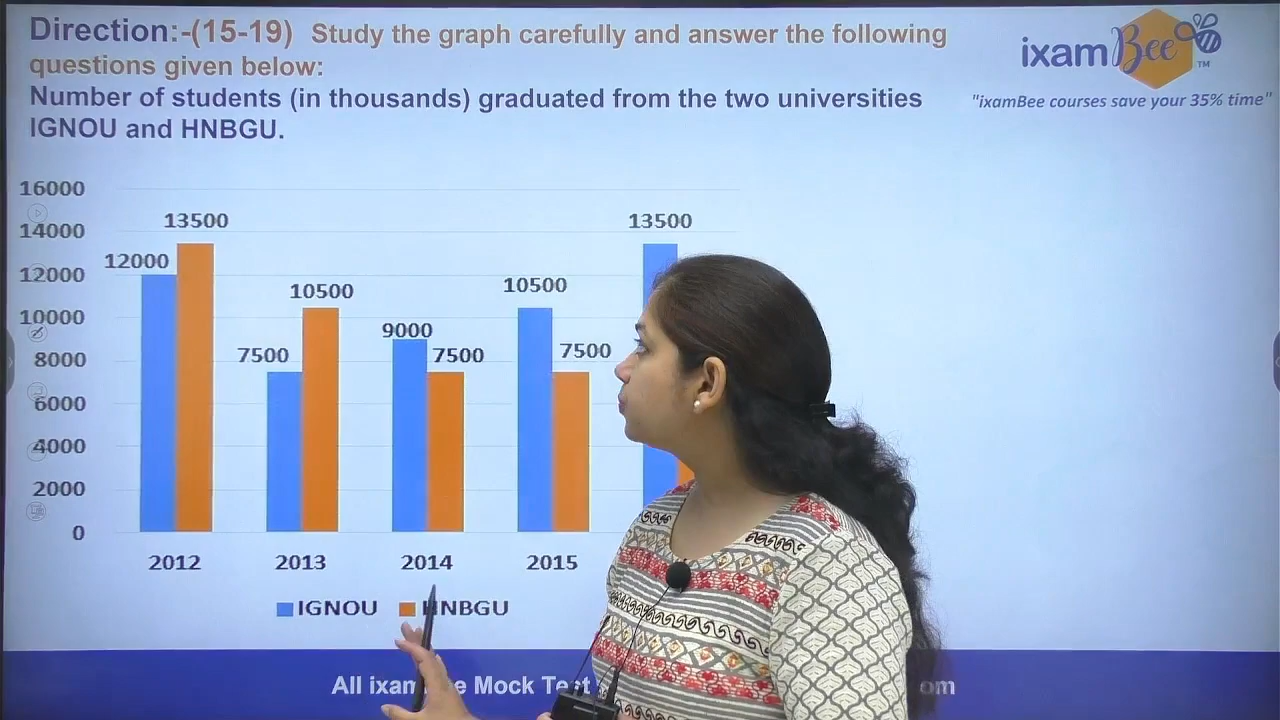 Direction:-(15-19) Study the graph carefully and answer the following
questions given below:
Number of students (in thousands) graduated from the two universities
IGNOU and HNBGU.
ixamBee TM
"ixamBee courses save your 35% time"
16000
14000
12000
10000
8000
6000
4000
2000
0
12000
13500
7500
10500
9000
7500
10500
7500
13500
2012
2013
2014
2015
IGNOU
HNBGU
All Mock Test
om